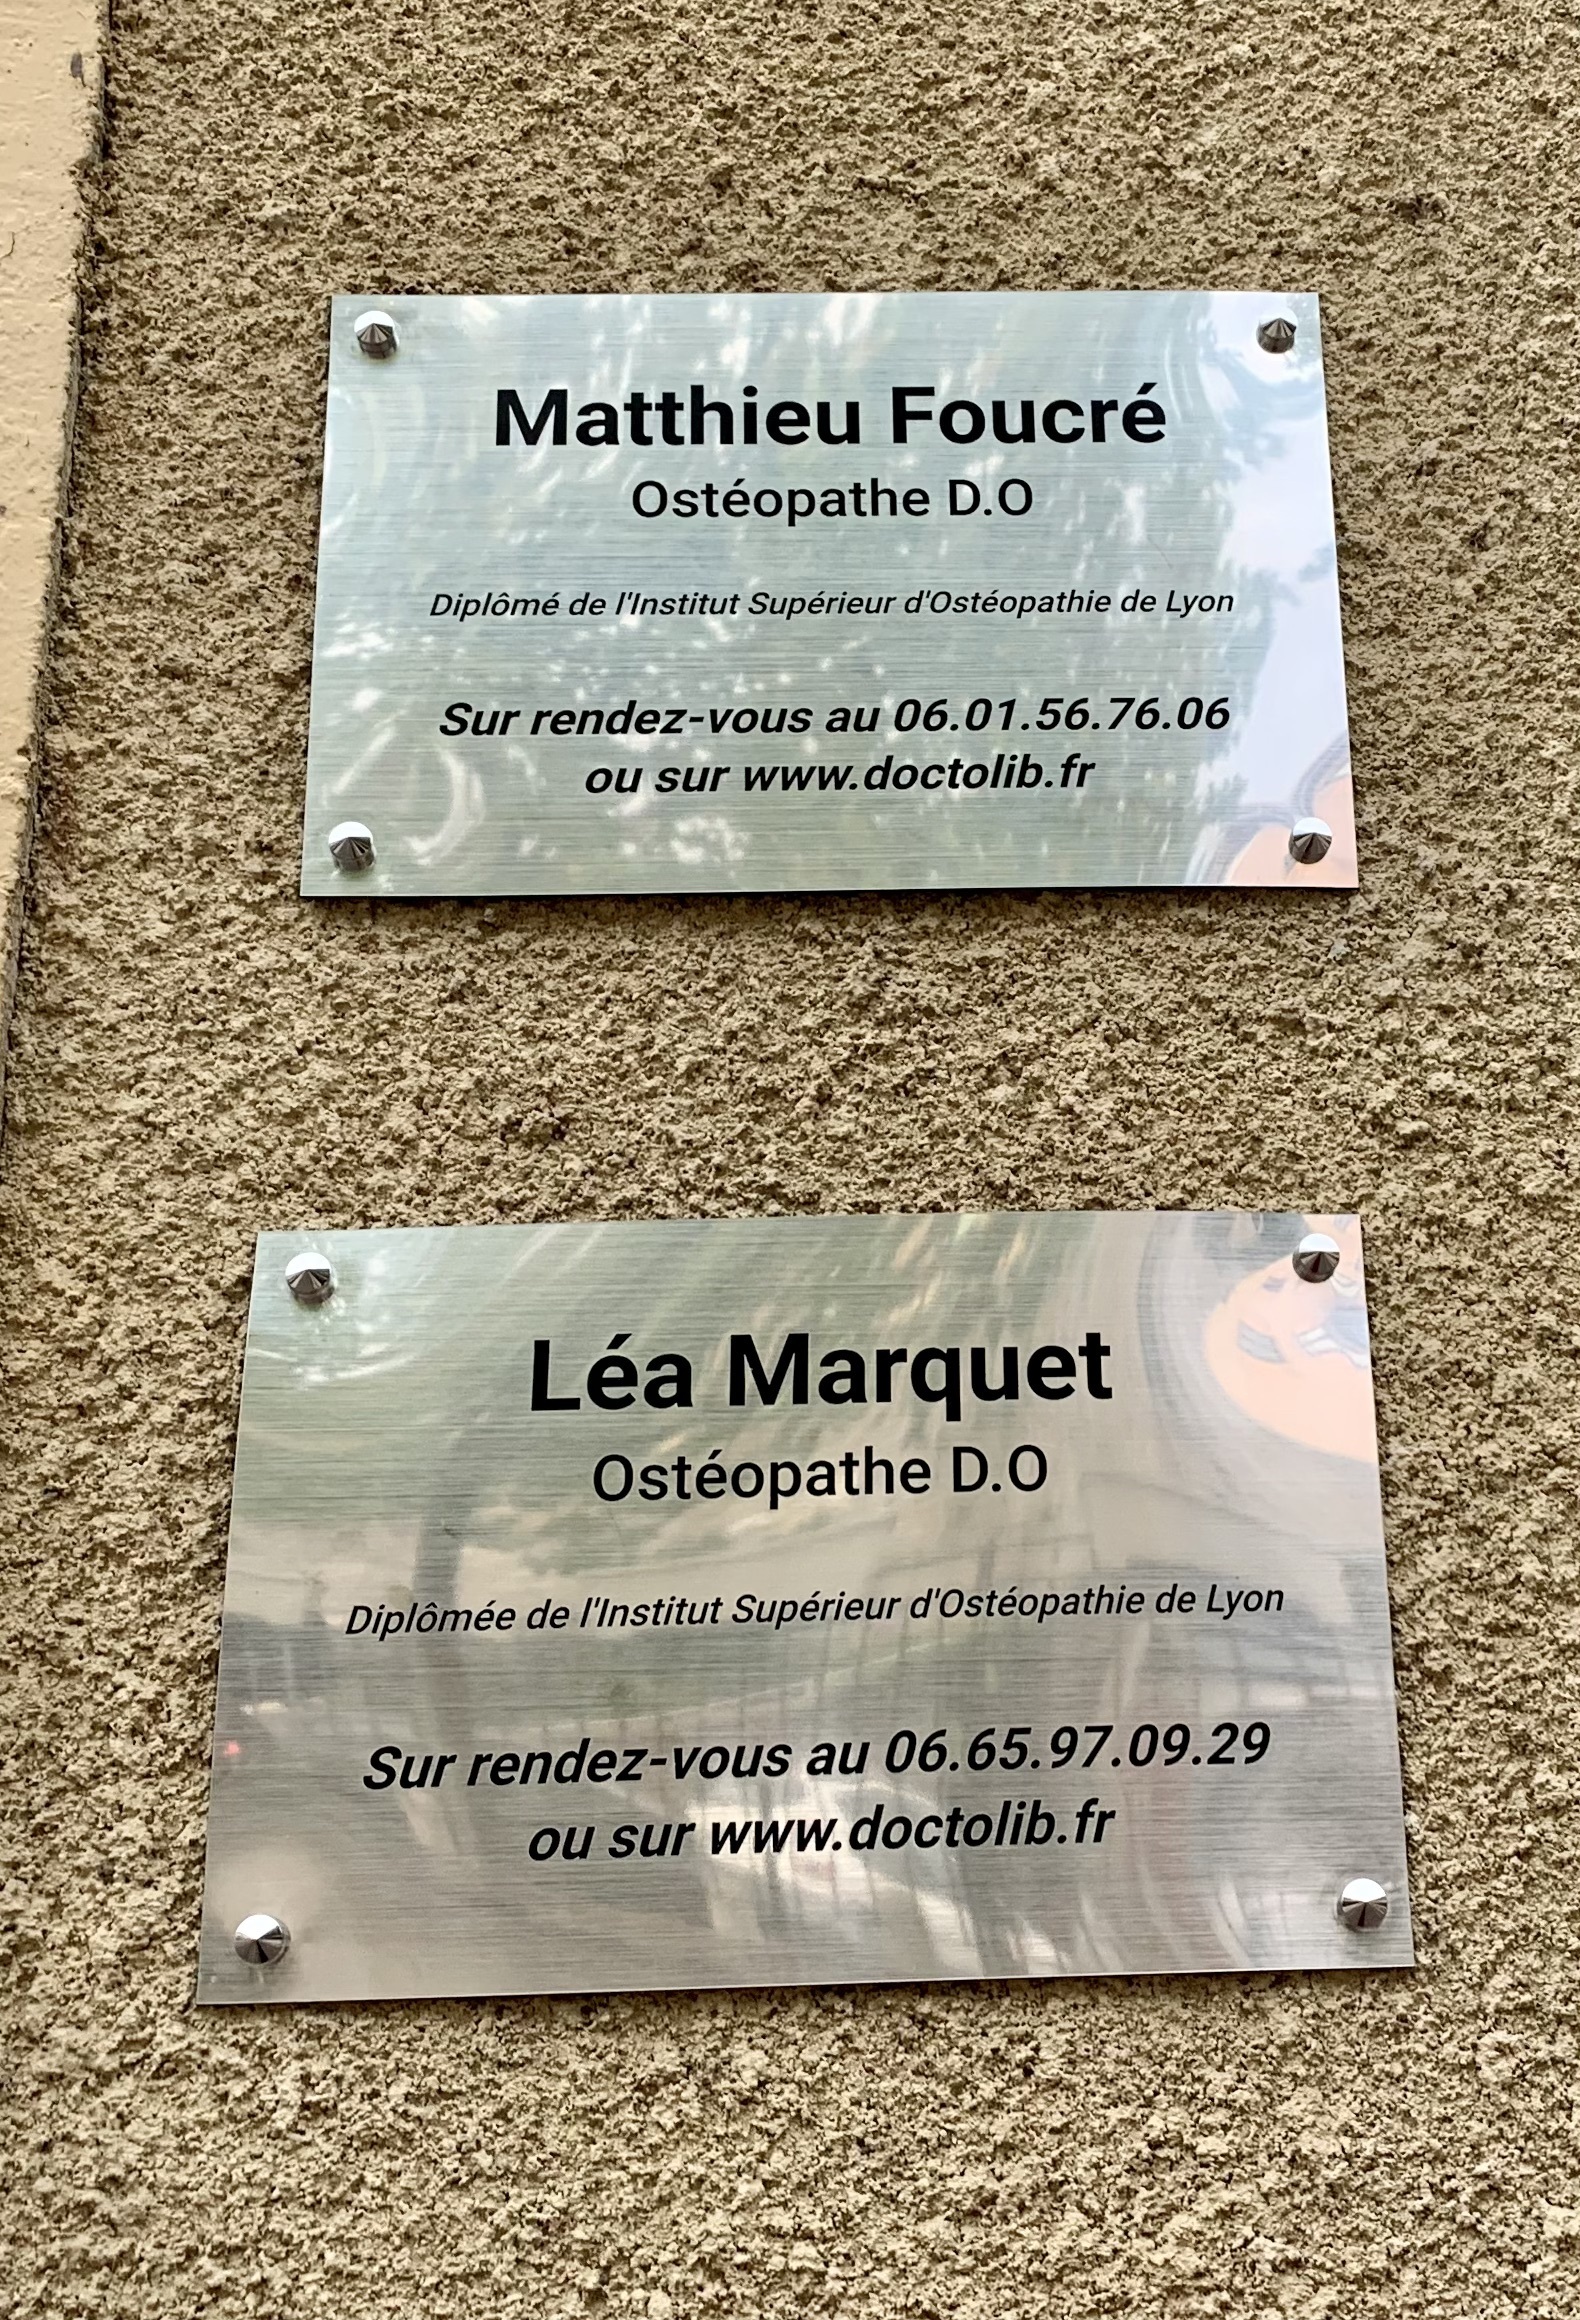 Matthieu Foucré
Ostéopathe D.O
Diplômé de l'Institut Supérieur d'Ostéopathie de Lyon
Sur rendez-vous au 06.01.56.76.06
ou sur www.doctolib.fr
Léa Marquet
Ostéopathe D.O
Diplômée de l'Institut Supérieur d'Ostéopathie de Lyon
Sur rendez-vous au 06.65.97.09.29
ou sur www.doctolib.fr